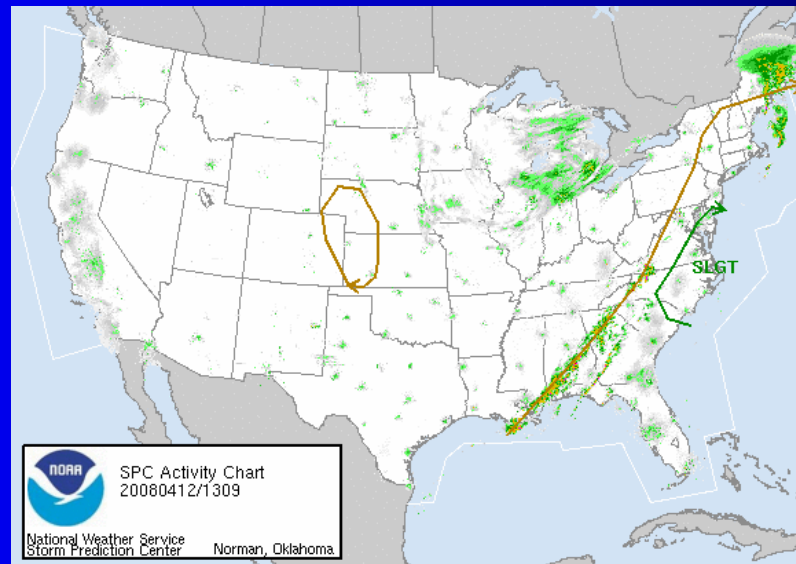 SLGT
NOAA
SPC Activity Chart
20080412/1309
National Weather Service
Storm Prediction Center Norman, Oklahoma